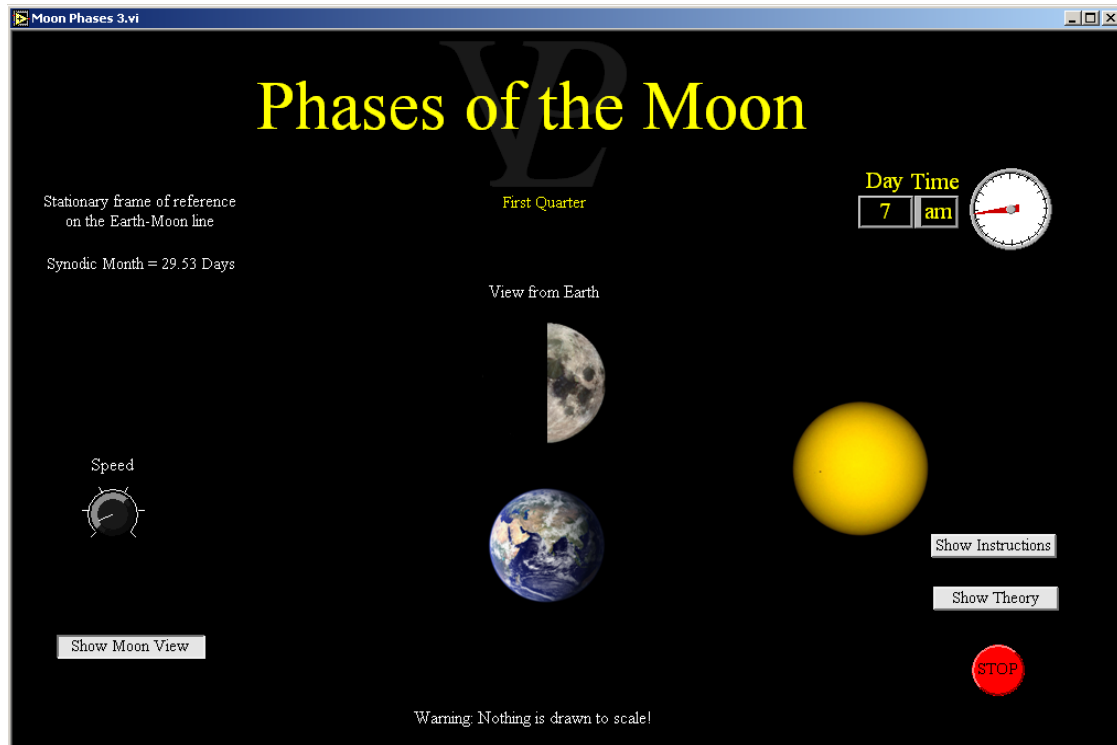 Moon Phases 3.vi
VPL
Phases of the Moon
Stationary frame of reference
on the Earth-Moon line
First Quarter
Day Time
7 am
Synodic Month = 29.53 Days
View from Earth
Speed
Show Instructions
Show Theory
Show Moon View
STOP
Warning: Nothing is drawn to scale!